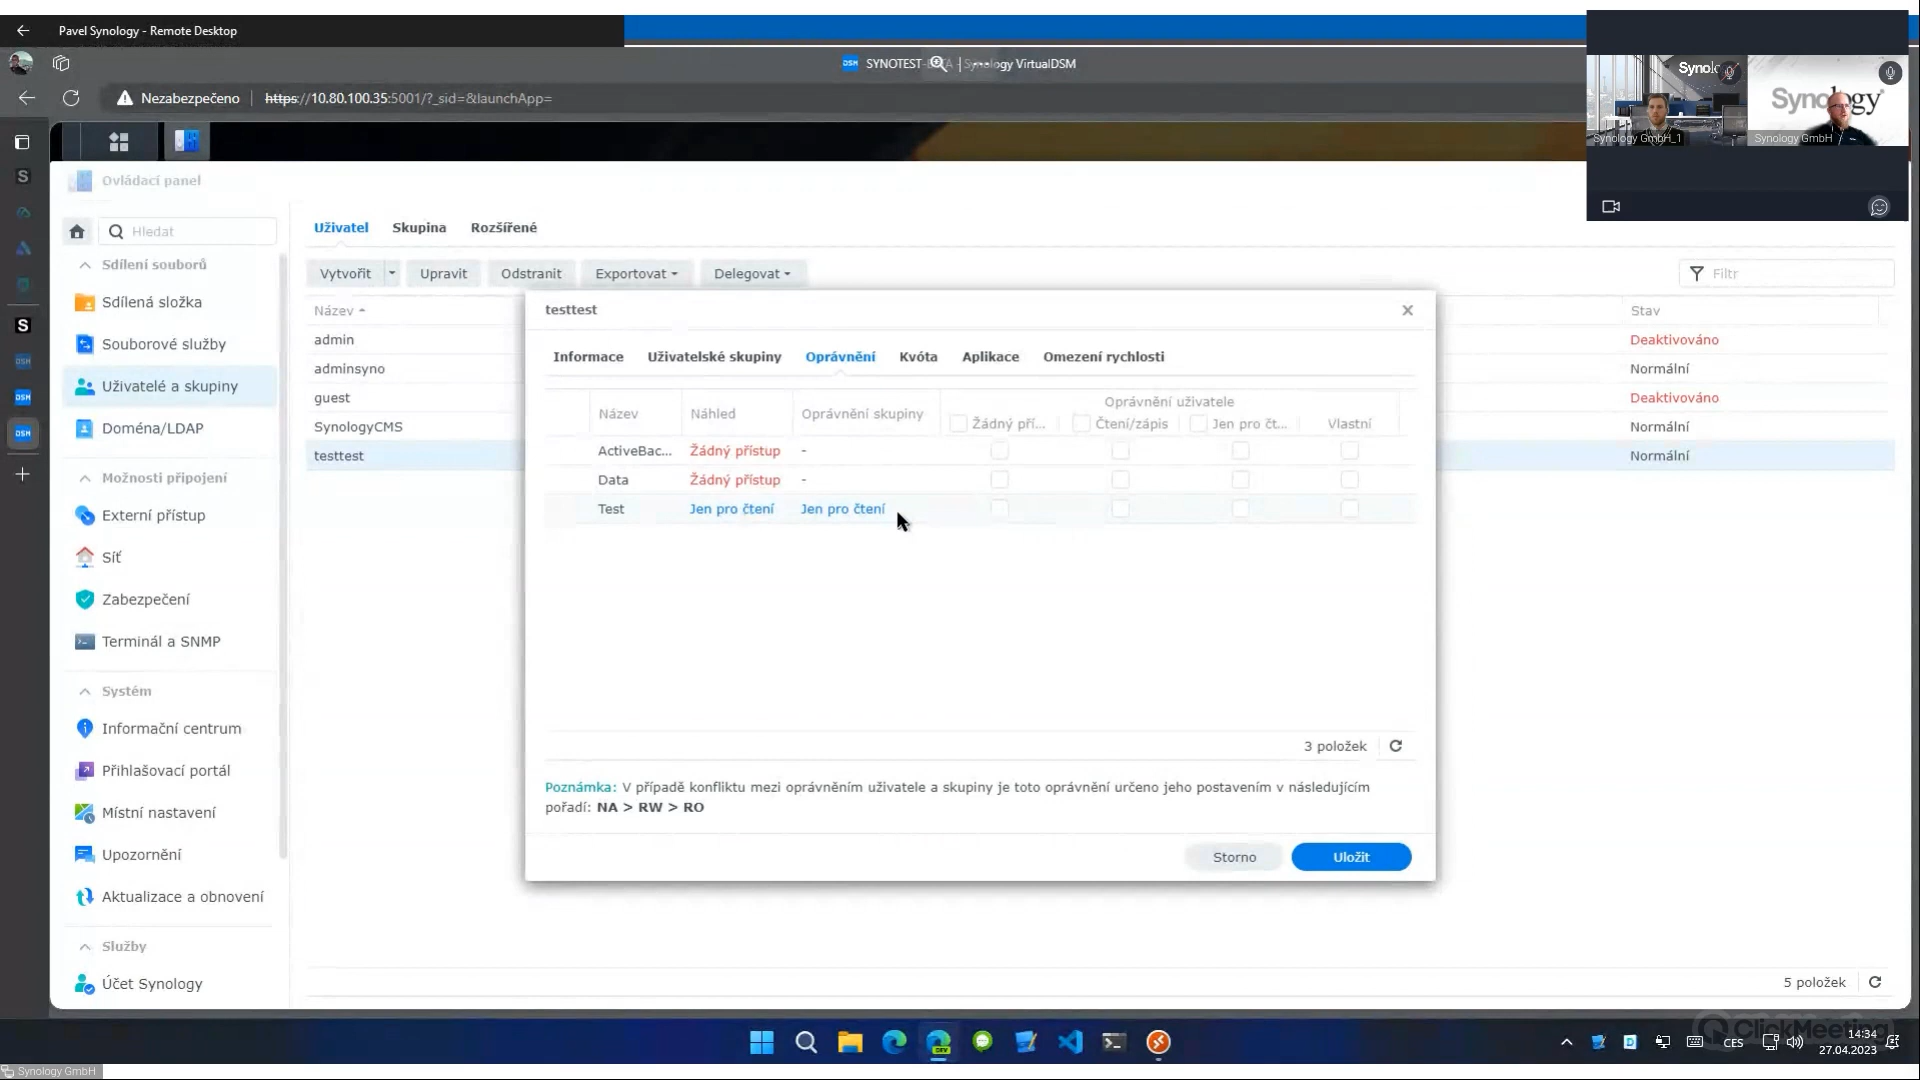 Pavel Synology - Remote Desktop
SYNOTEST
Synology VirtualDSM
Nezabezpečeno
https://10.80.100.35:5001/?_sid=&launchApp=
Synology
Synology GmbH_1
Synology GmbH
Ovládací panel
Hledat
Sdílení souborů
Sdílená složka
Souborové služby
Uživatelé a skupiny
Doména/LDAP
Možnosti připojení
Externí přístup
Síť
Zabezpečení
Terminál a SNMP
Systém
Informační centrum
Přihlašovací portál
Místní nastavení
Upozornění
Aktualizace a obnovení
Služby
Účet Synology
Uživatel Skupina Rozšířené
Vytvořit Upravit Odstranit Exportovat Delegovat
Filtr
Název
Stav
admin
Deaktivováno
adminsyno
Normální
guest
Deaktivováno
SynologyCMS
Normální
testtest
Normální
testtest
Informace Uživatelské skupiny Oprávnění Kvóta Aplikace Omezení rychlosti
Název Náhled Oprávnění skupiny Oprávnění uživatele
Žádný pří... Čtení/zápis Jen pro čt... Vlastní
ActiveBac... Žádný přístup -
Data Žádný přístup -
Test Jen pro čtení Jen pro čtení
3 položek
Poznámka: V případě konfliktu mezi oprávněním uživatele a skupiny je toto oprávnění určeno jeho postavením v následujícím
pořadí: NA > RW > RO
Storno Uložit
5 položek
ClickMeeting
CES
14:34
27.04.2023
Synology GmbH